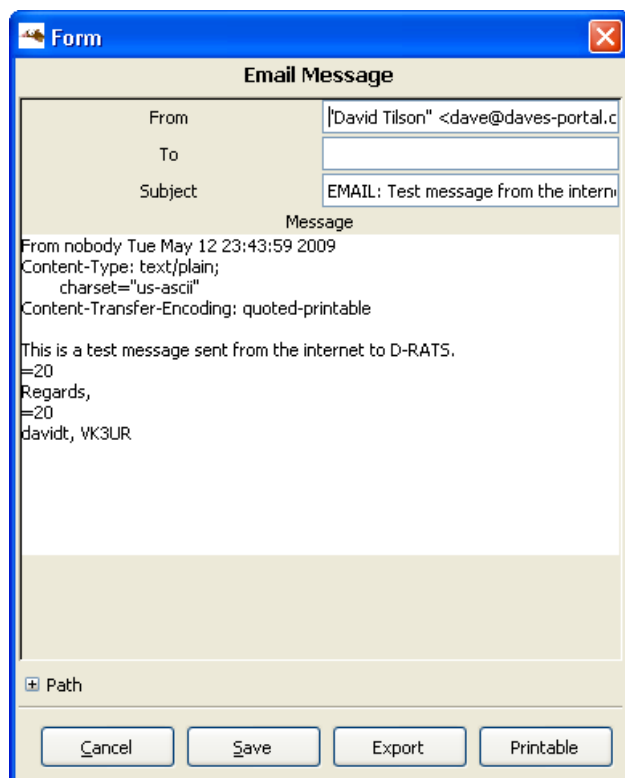 Form
Email Message
From "David Tilson" <dave@daves-portal.c
To
Subject EMAIL: Test message from the intern
Message
From nobody Tue May 12 23:43:59 2009
Content-Type: text/plain;
charset="us-ascii"
Content-Transfer-Encoding: quoted-printable
This is a test message sent from the internet to D-RATS.
=20
Regards,
=20
davidt, VK3UR
Path
Cancel Save Export Printable